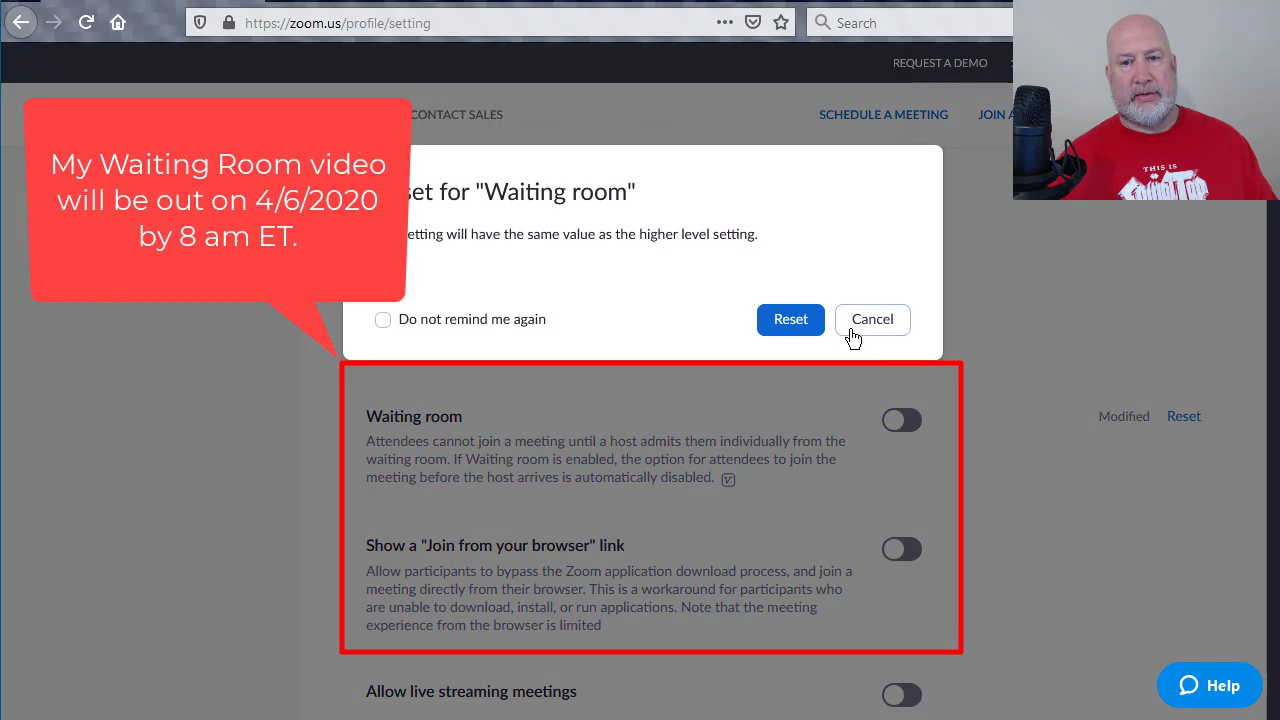 https://zoom.us/profile/setting
Search
REQUEST A DEMO
CONTACT SALES
SCHEDULE A MEETING
JOIN A
My Waiting Room video
will be out on 4/6/2020
by 8 am ET.
set for "Waiting room"
etting will have the same value as the higher level setting.
Do not remind me again
Reset
Cancel
Waiting room
Modified
Reset
Attendees cannot join a meeting until a host admits them individually from the
waiting room. If Waiting room is enabled, the option for attendees to join the
meeting before the host arrives is automatically disabled.
Show a "Join from your browser" link
Allow participants to bypass the Zoom application download process, and join a
meeting directly from their browser. This is a workaround for participants who
are unable to download, install, or run applications. Note that the meeting
experience from the browser is limited
Allow live streaming meetings
Help
THIS IS